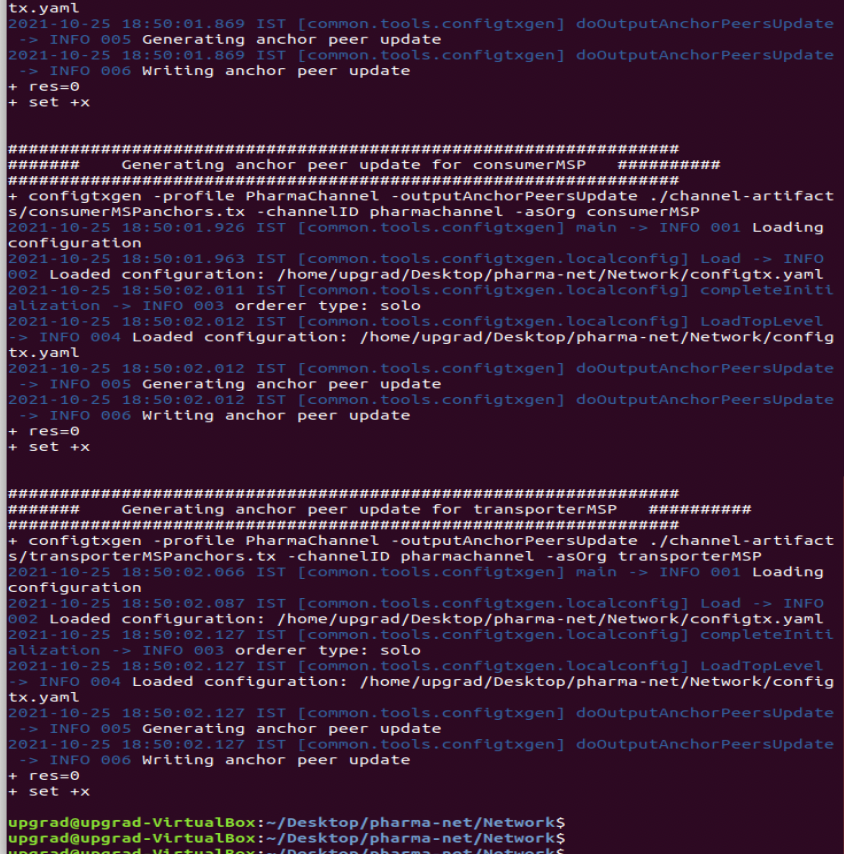 tx.yaml
2021-10-25 18:50:01.869 IST [common.tools.configtxgen] doOutputAnchorPeersUpdate
 -> INFO 005 Generating anchor peer update
2021-10-25 18:50:01.869 IST [common.tools.configtxgen] doOutputAnchorPeersUpdate
 -> INFO 006 Writing anchor peer update
+ res=0
+ set +x
#################################################################
#######    Generating anchor peer update for consumerMSP   ##########
#################################################################
+ configtxgen -profile PharmaChannel -outputAnchorPeersUpdate ./channel-artifact
s/consumerMSPanchors.tx -channelID pharmachannel -asOrg consumerMSP
2021-10-25 18:50:01.926 IST [common.tools.configtxgen] main -> INFO 001 Loading
configuration
2021-10-25 18:50:01.963 IST [common.tools.configtxgen.localconfig] Load -> INFO
002 Loaded configuration: /home/upgrad/Desktop/pharma-net/Network/configtx.yaml
2021-10-25 18:50:02.011 IST [common.tools.configtxgen.localconfig] completeIniti
alization -> INFO 003 orderer type: solo
2021-10-25 18:50:02.012 IST [common.tools.configtxgen.localconfig] LoadTopLevel
-> INFO 004 Loaded configuration: /home/upgrad/Desktop/pharma-net/Network/config
tx.yaml
2021-10-25 18:50:02.012 IST [common.tools.configtxgen] doOutputAnchorPeersUpdate
 -> INFO 005 Generating anchor peer update
2021-10-25 18:50:02.012 IST [common.tools.configtxgen] doOutputAnchorPeersUpdate
 -> INFO 006 Writing anchor peer update
+ res=0
+ set +x
#################################################################
#######    Generating anchor peer update for transporterMSP   ##########
#################################################################
+ configtxgen -profile PharmaChannel -outputAnchorPeersUpdate ./channel-artifact
s/transporterMSPanchors.tx -channelID pharmachannel -asOrg transporterMSP
2021-10-25 18:50:02.066 IST [common.tools.configtxgen] main -> INFO 001 Loading
configuration
2021-10-25 18:50:02.087 IST [common.tools.configtxgen.localconfig] Load -> INFO
002 Loaded configuration: /home/upgrad/Desktop/pharma-net/Network/configtx.yaml
2021-10-25 18:50:02.127 IST [common.tools.configtxgen.localconfig] completeIniti
alization -> INFO 003 orderer type: solo
2021-10-25 18:50:02.127 IST [common.tools.configtxgen.localconfig] LoadTopLevel
-> INFO 004 Loaded configuration: /home/upgrad/Desktop/pharma-net/Network/config
tx.yaml
2021-10-25 18:50:02.127 IST [common.tools.configtxgen] doOutputAnchorPeersUpdate
 -> INFO 005 Generating anchor peer update
2021-10-25 18:50:02.127 IST [common.tools.configtxgen] doOutputAnchorPeersUpdate
 -> INFO 006 Writing anchor peer update
+ res=0
+ set +x
upgrad@upgrad-VirtualBox:~/Desktop/pharma-net/Network$
upgrad@upgrad-VirtualBox:~/Desktop/pharma-net/Network$
upgrad@upgrad-VirtualBox:~/Desktop/pharma-net/Network$